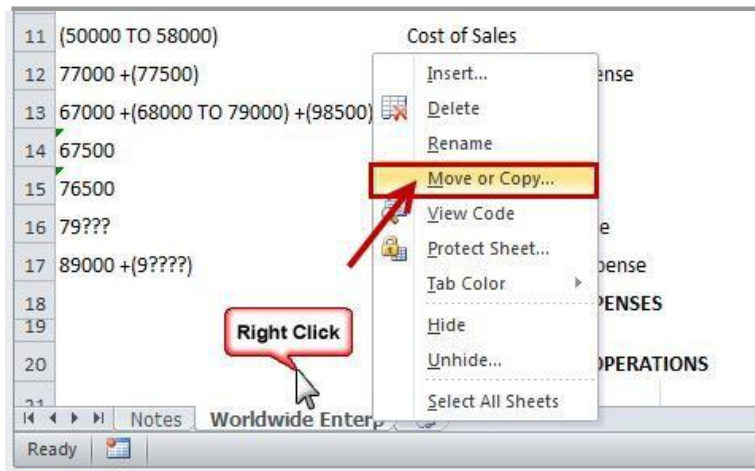 11 (50000 TO 58000) Cost of Sales
12 77000 +(77500) ense
13 67000 +(68000 TO 79000) +(98500)
14 67500
15 76500
16 79??? e
17 89000 +(9????) pense
18 PENSES
19
20 OPERATIONS
21
Insert...
Delete
Rename
Move or Copy...
View Code
Protect Sheet...
Tab Color
Hide
Unhide...
Select All Sheets
Right Click
Notes Worldwide Enterp
Ready